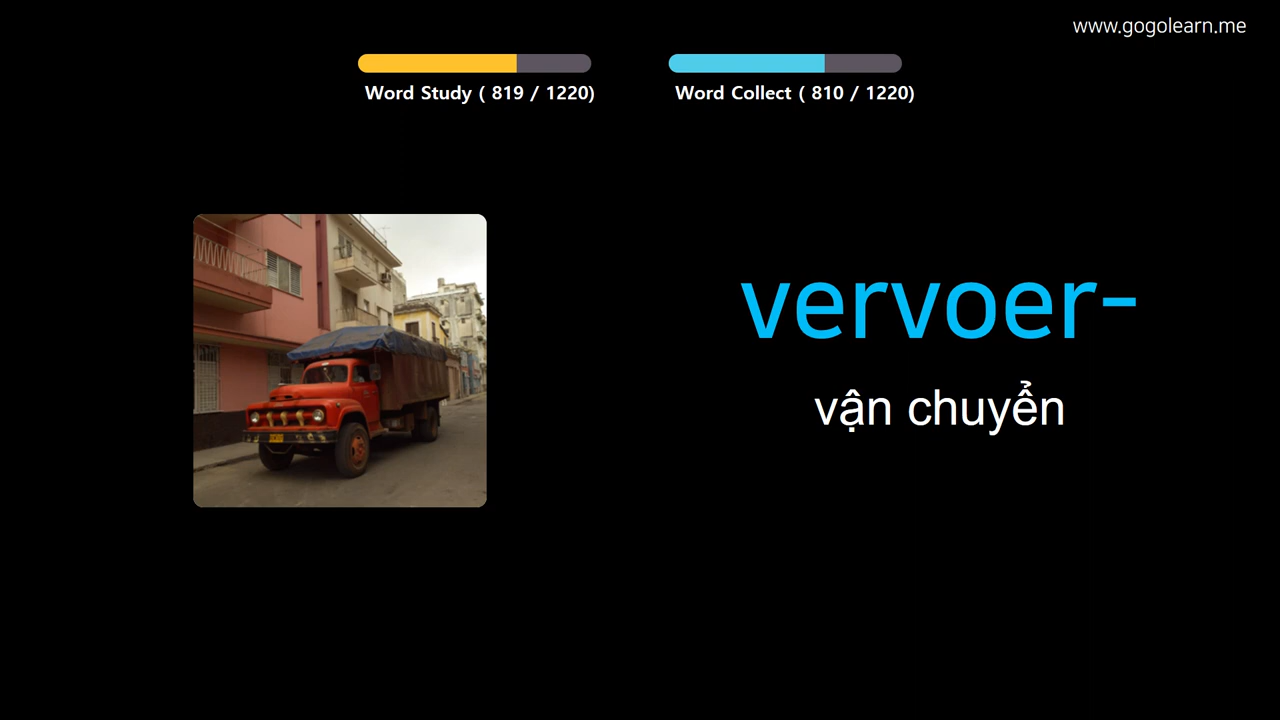 www.gogolearn.me
Word Study ( 819 / 1220)
Word Collect ( 810 / 1220)
vervoer-
vận chuyển